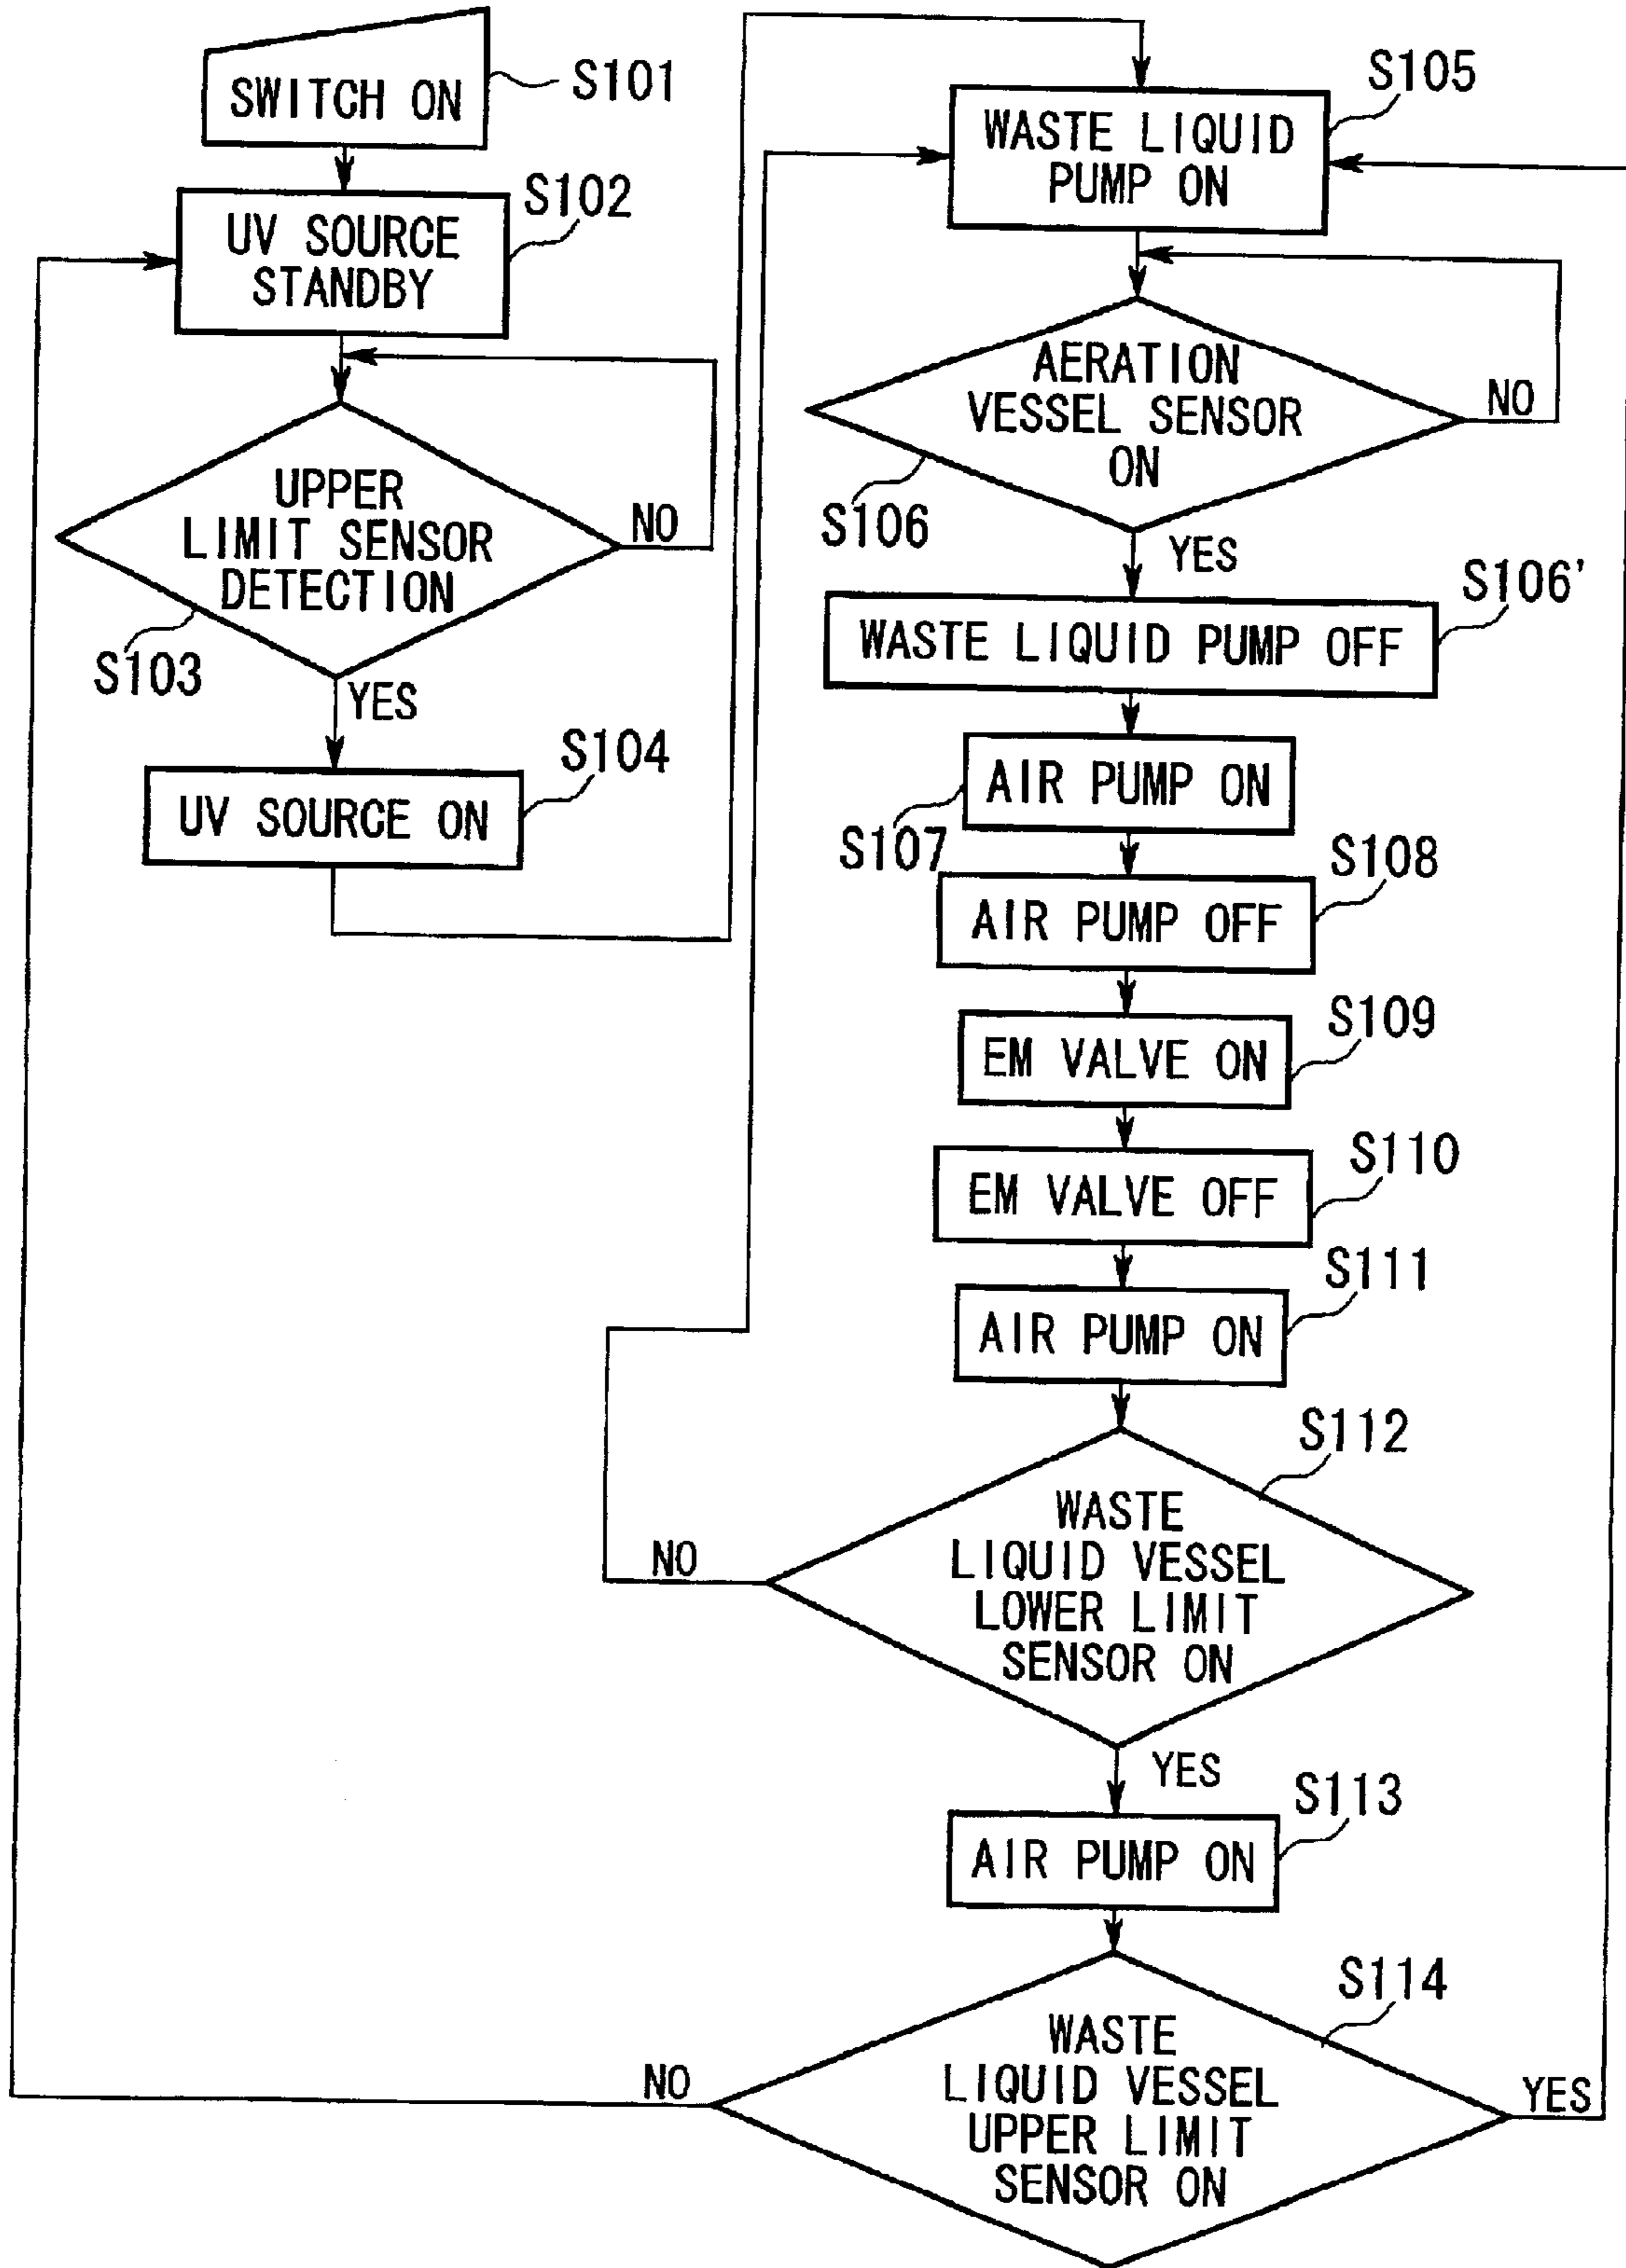 SWITCH ON
S101
UV SOURCE
STANDBY
S102
UPPER
LIMIT SENSOR
DETECTION
NO
S103
YES
UV SOURCE ON
S104
WASTE LIQUID
PUMP ON
S105
AERATION
VESSEL SENSOR
ON
NO
S106
YES
WASTE LIQUID PUMP OFF
S106'
AIR PUMP ON
S107
AIR PUMP OFF
S108
EM VALVE ON
S109
EM VALVE OFF
S110
AIR PUMP ON
S111
WASTE
LIQUID VESSEL
LOWER LIMIT
SENSOR ON
S112
NO
YES
AIR PUMP ON
S113
WASTE
LIQUID VESSEL
UPPER LIMIT
SENSOR ON
S114
NO
YES